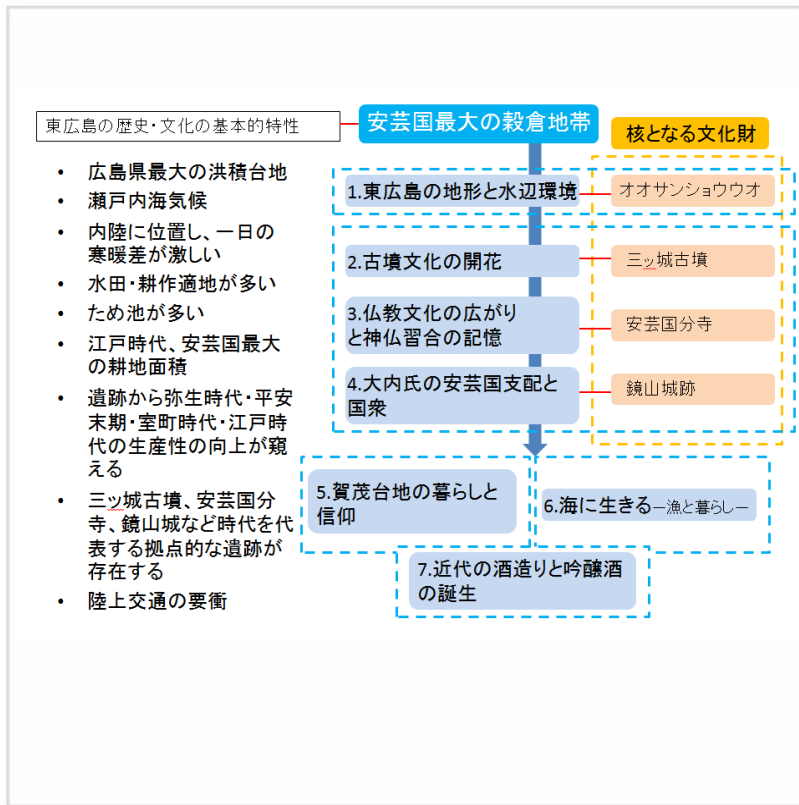 東広島の歴史・文化の基本的特性
安芸国最大の穀倉地帯
核となる文化財
• 広島県最大の洪積台地
• 瀬戸内海気候
• 内陸に位置し、一日の
寒暖差が激しい
• 水田・耕作適地が多い
• ため池が多い
• 江戸時代、安芸国最大
の耕地面積
• 遺跡から弥生時代・平安
末期・室町時代・江戸時
代の生産性の向上が窺
える
• 三ッ城古墳、安芸国分
寺、鏡山城など時代を代
表する拠点的な遺跡が
存在する
• 陸上交通の要衝
1.東広島の地形と水辺環境
オオサンショウウオ
2.古墳文化の開花
三ッ城古墳
3.仏教文化の広がり
と神仏習合の記憶
安芸国分寺
4.大内氏の安芸国支配と
国衆
鏡山城跡
5.賀茂台地の暮らしと
信仰
6.海に生きる―漁と暮らし―
7.近代の酒造りと吟醸酒
の誕生